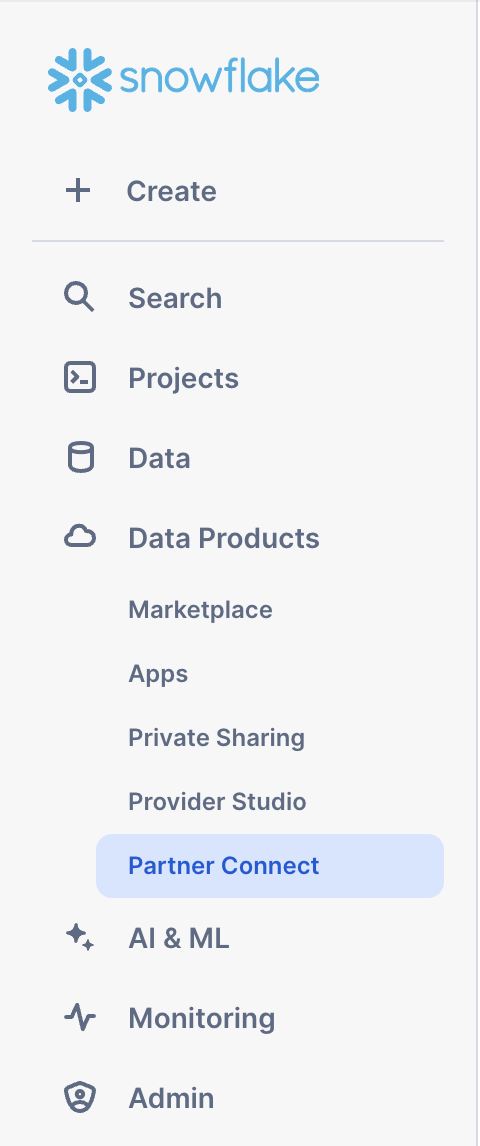 snowflake
Create
Search
Projects
Data
Data Products
Marketplace
Apps
Private Sharing
Provider Studio
Partner Connect
AI & ML
Monitoring
Admin